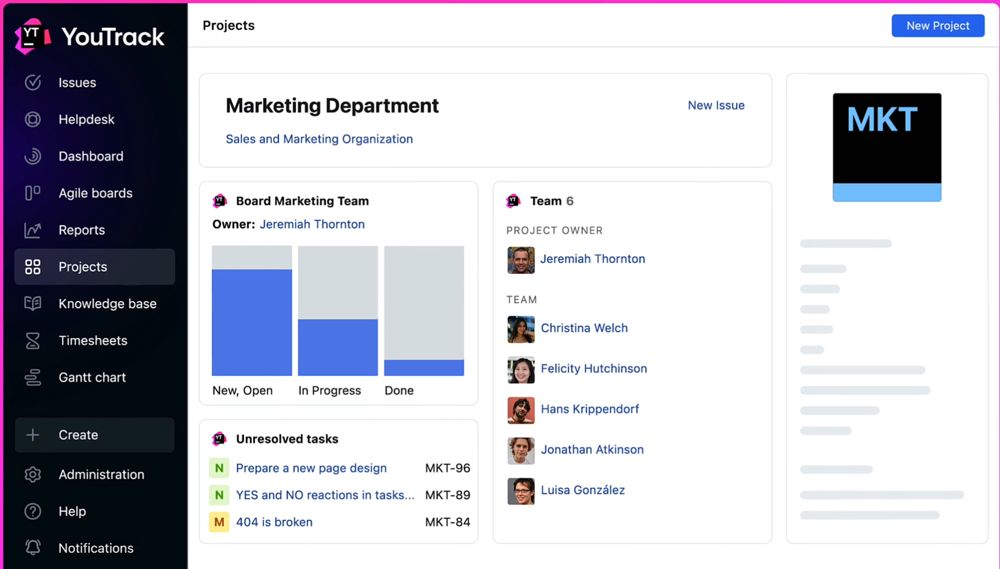 YT
YouTrack
Issues
Helpdesk
Dashboard
Agile boards
Reports
Projects
Knowledge base
Timesheets
Gantt chart
Create
Administration
Help
Notifications
Projects
New Project
Marketing Department
New Issue
Sales and Marketing Organization
YT
Board Marketing Team
Owner: Jeremiah Thornton
New, Open
In Progress
Done
YT
Unresolved tasks
N Prepare a new page design MKT-96
N YES and NO reactions in tasks... MKT-89
M 404 is broken MKT-84
YT
Team 6
PROJECT OWNER
Jeremiah Thornton
TEAM
Christina Welch
Felicity Hutchinson
Hans Krippendorf
Jonathan Atkinson
Luisa González
MKT